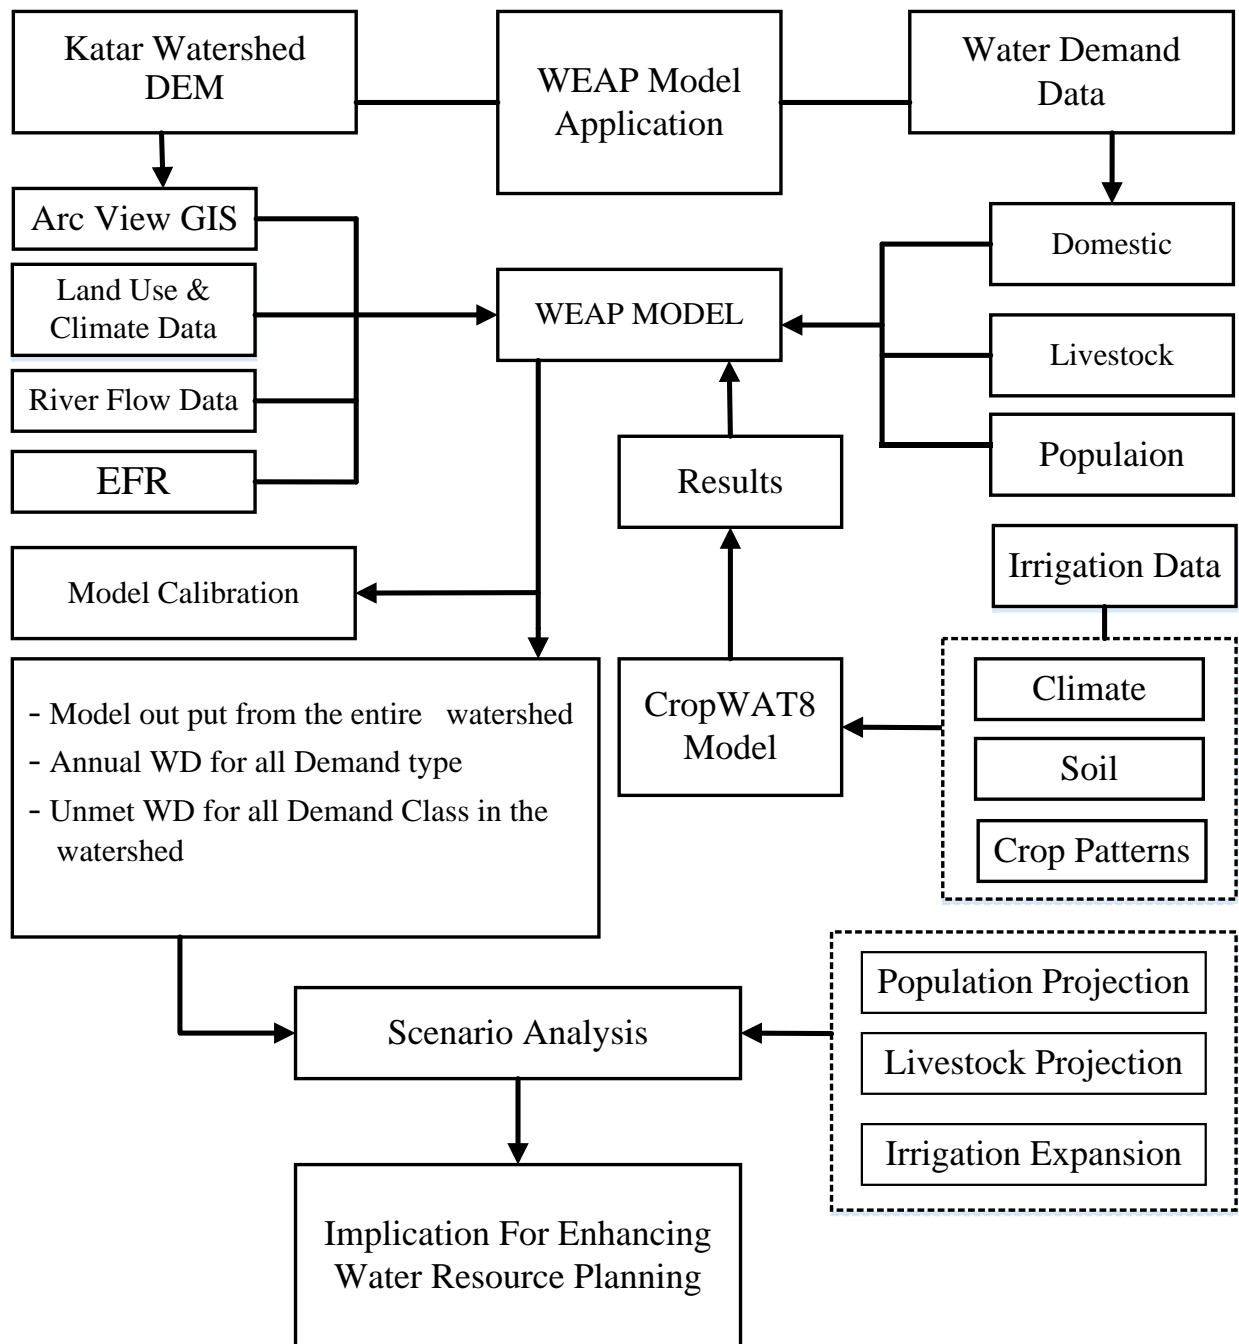 Katar Watershed
DEM
WEAP Model
Application
Water Demand
Data
Arc View GIS
Land Use &
Climate Data
River Flow Data
EFR
WEAP MODEL
Domestic
Livestock
Populaion
Results
Irrigation Data
Model Calibration
Climate
Soil
Crop Patterns
CropWAT8
Model
- Model out put from the entire watershed
- Annual WD for all Demand type
- Unmet WD for all Demand Class in the
watershed
Scenario Analysis
Population Projection
Livestock Projection
Irrigation Expansion
Implication For Enhancing
Water Resource Planning